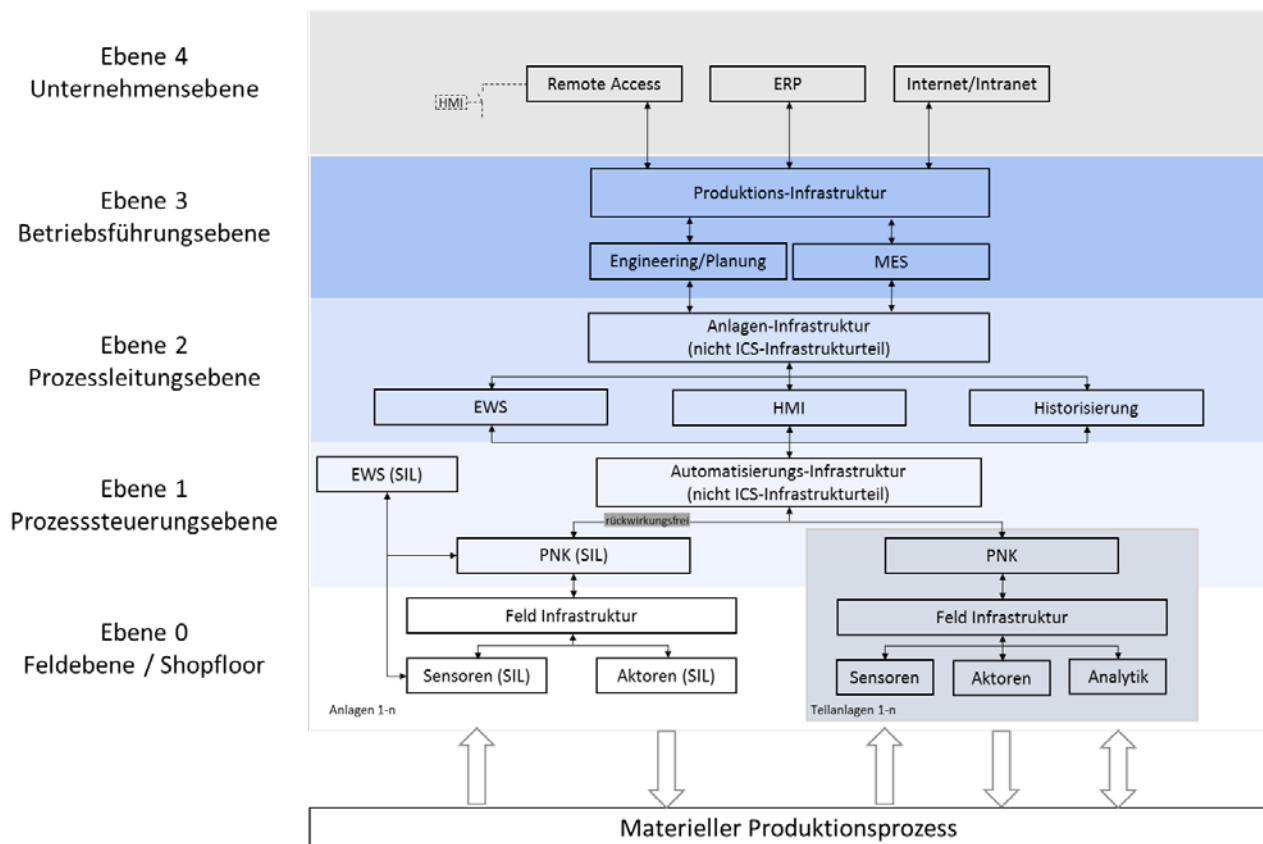 Ebene 4
Unternehmensebene
Remote Access
ERP
Internet/Intranet
HMI
Ebene 3
Betriebsführungsebene
Produktions-Infrastruktur
Engineering/Planung
MES
Ebene 2
Prozessleitungsebene
Anlagen-Infrastruktur
(nicht ICS-Infrastrukturteil)
EWS
HMI
Historisierung
Ebene 1
Prozesssteuerungsebene
EWS (SIL)
Automatisierungs-Infrastruktur
(nicht ICS-Infrastrukturteil)
rückwirkungsfrei
PNK (SIL)
PNK
Ebene 0
Feldebene / Shopfloor
Feld Infrastruktur
Feld Infrastruktur
Sensoren (SIL)
Aktoren (SIL)
Sensoren
Aktoren
Analytik
Anlagen 1-n
Teilanlagen 1-n
Materieller Produktionsprozess